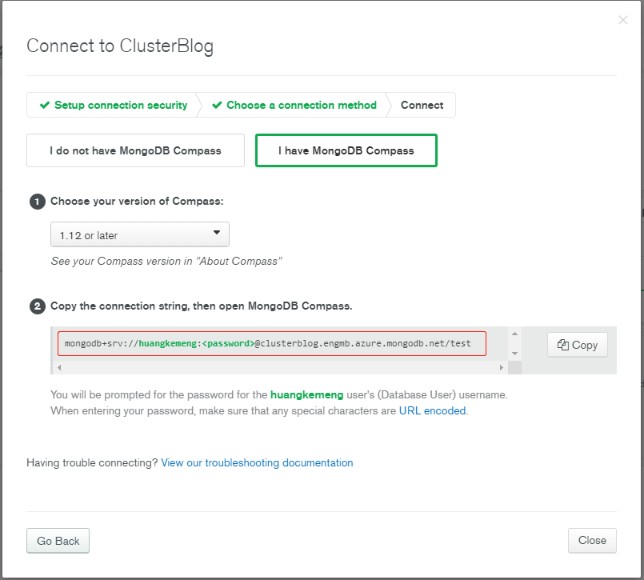 Connect to ClusterBlog
Setup connection security
Choose a connection method
Connect
I do not have MongoDB Compass
I have MongoDB Compass
1 Choose your version of Compass:
1.12 or later
See your Compass version in "About Compass"
2 Copy the connection string, then open MongoDB Compass.
mongodb+srv://huangkemeng:<password>@clusterblog.engmb.azure.mongodb.net/test
Copy
You will be prompted for the password for the huangkemeng user's (Database User) username.
When entering your password, make sure that any special characters are URL encoded.
Having trouble connecting? View our troubleshooting documentation
Go Back
Close